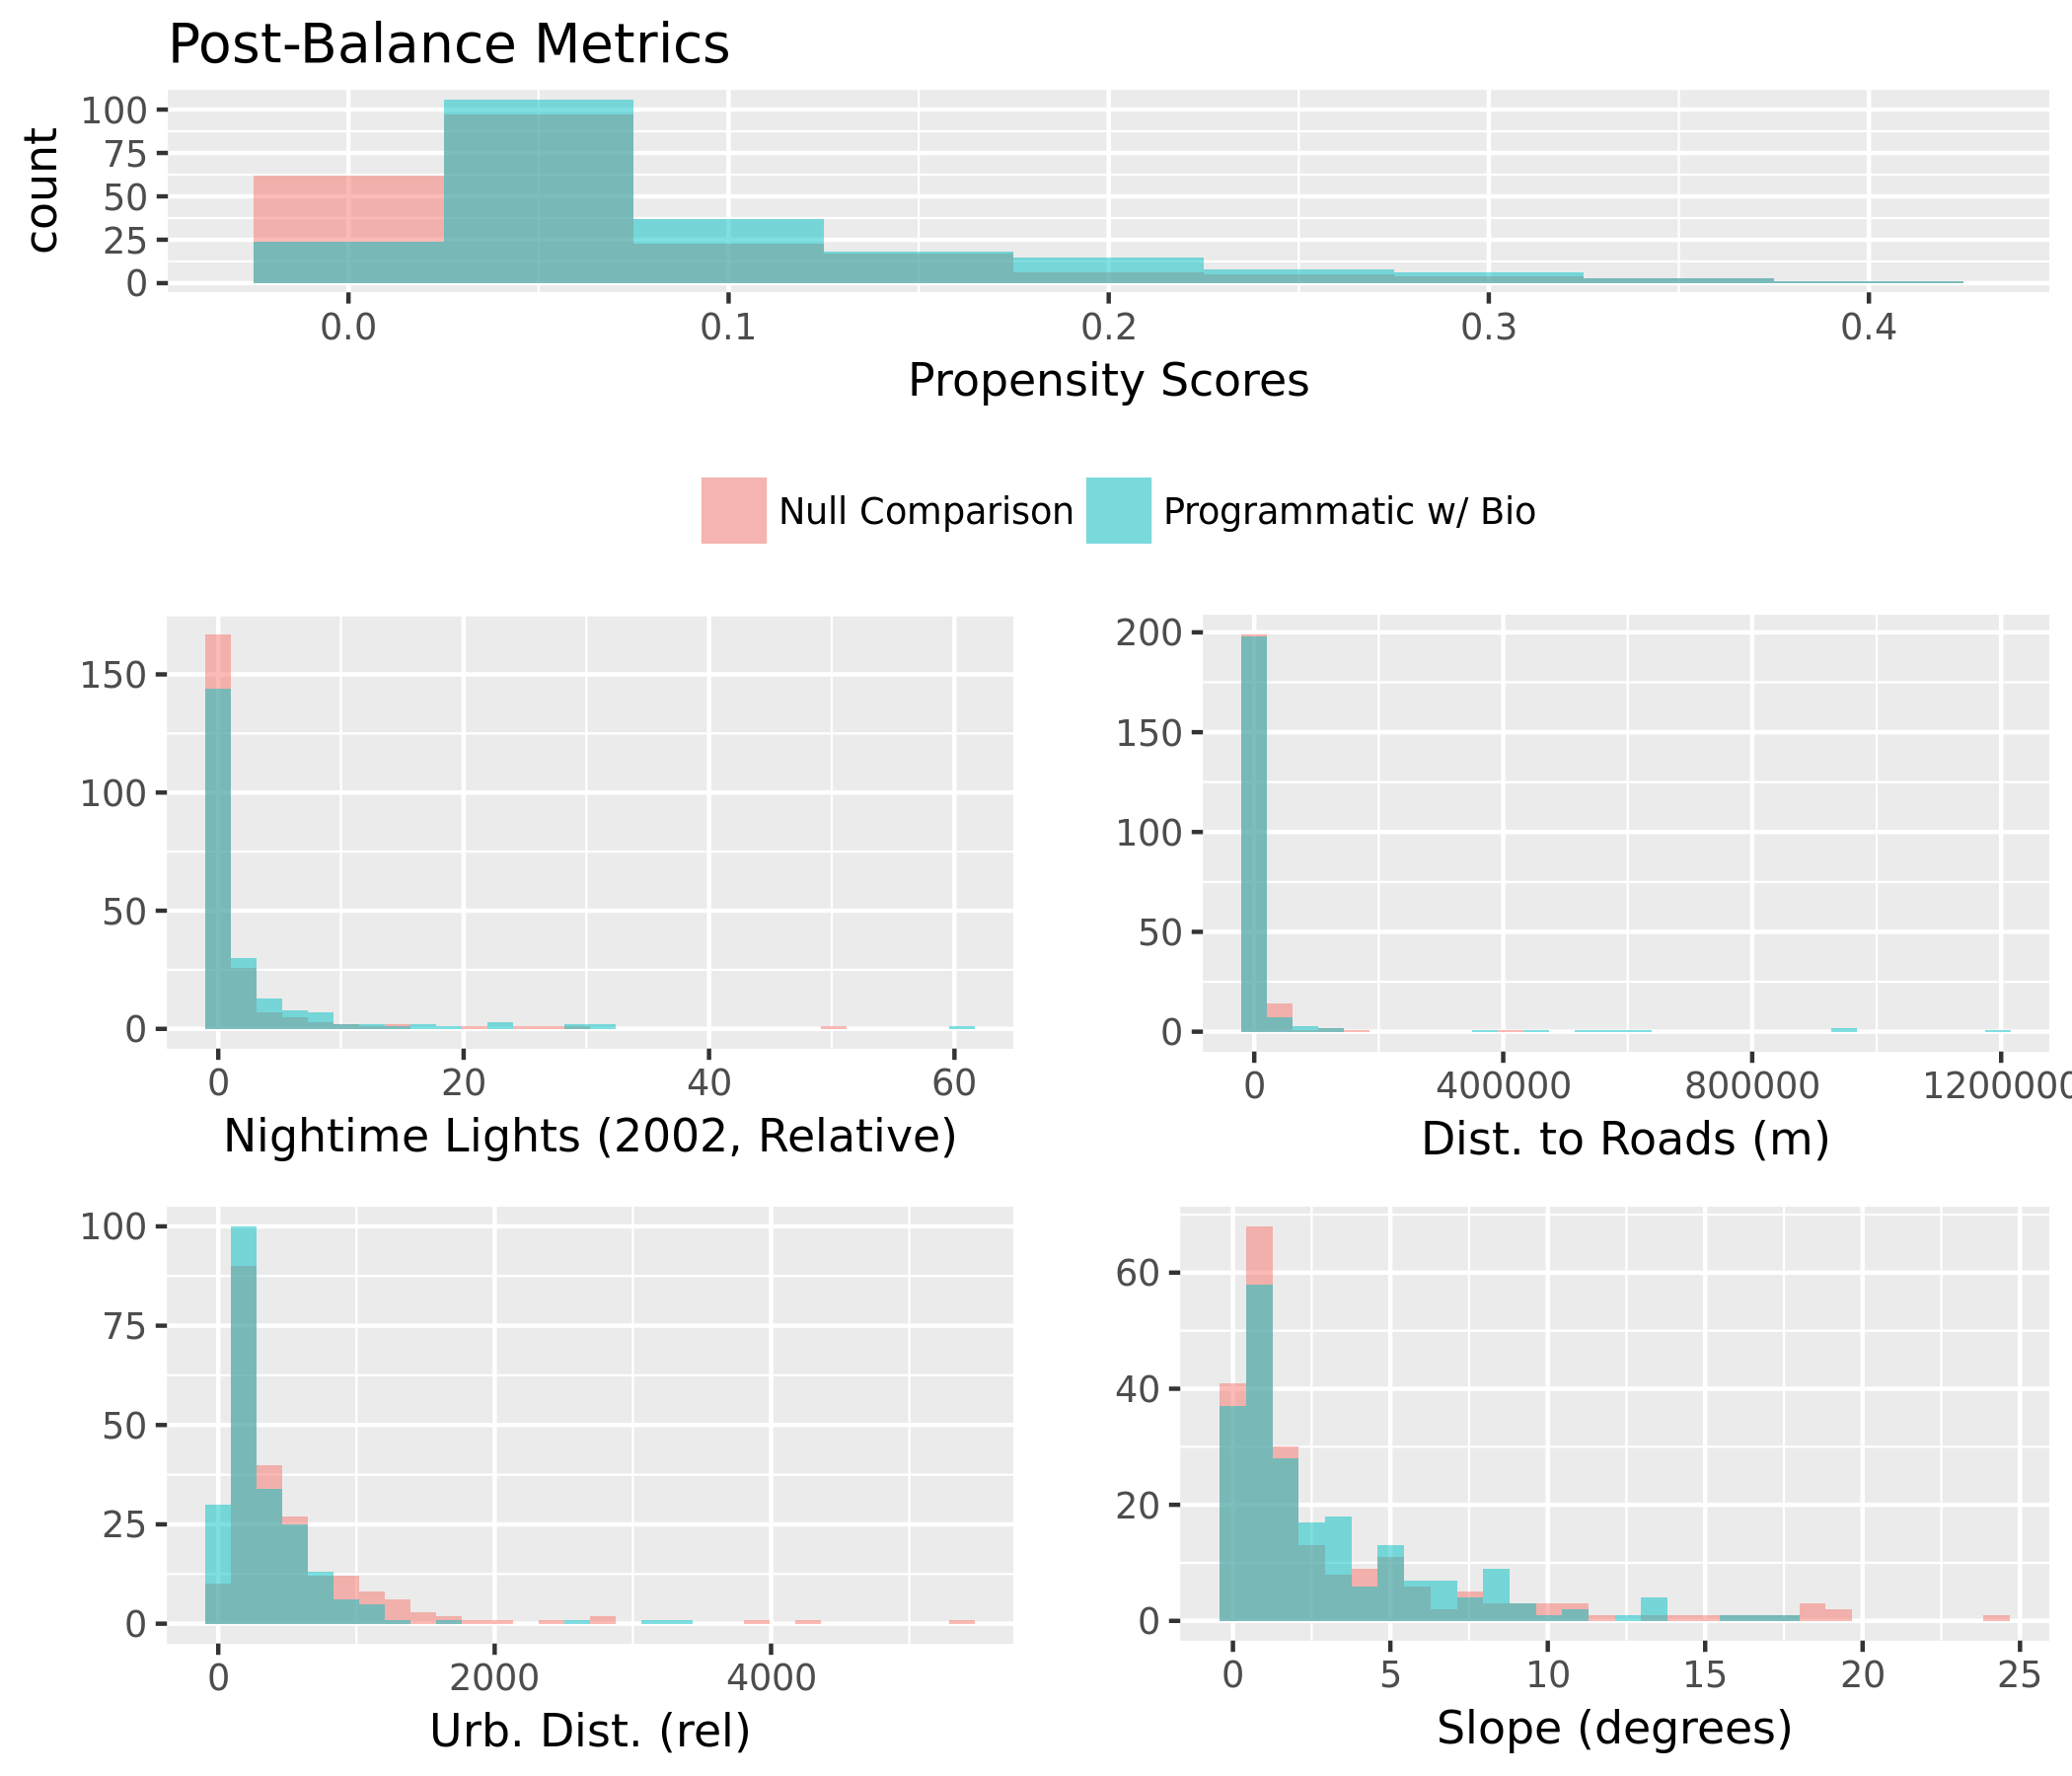 Post-Balance Metrics
count
100
75
50
25
0
0.0 0.1 0.2 0.3 0.4
Propensity Scores
Null Comparison Programmatic w/ Bio
150
100
50
0
0 20 40 60
Nightime Lights (2002, Relative)
200
150
100
50
0
0 400000 800000 1200000
Dist. to Roads (m)
100
75
50
25
0
0 2000 4000
Urb. Dist. (rel)
60
40
20
0
0 5 10 15 20 25
Slope (degrees)